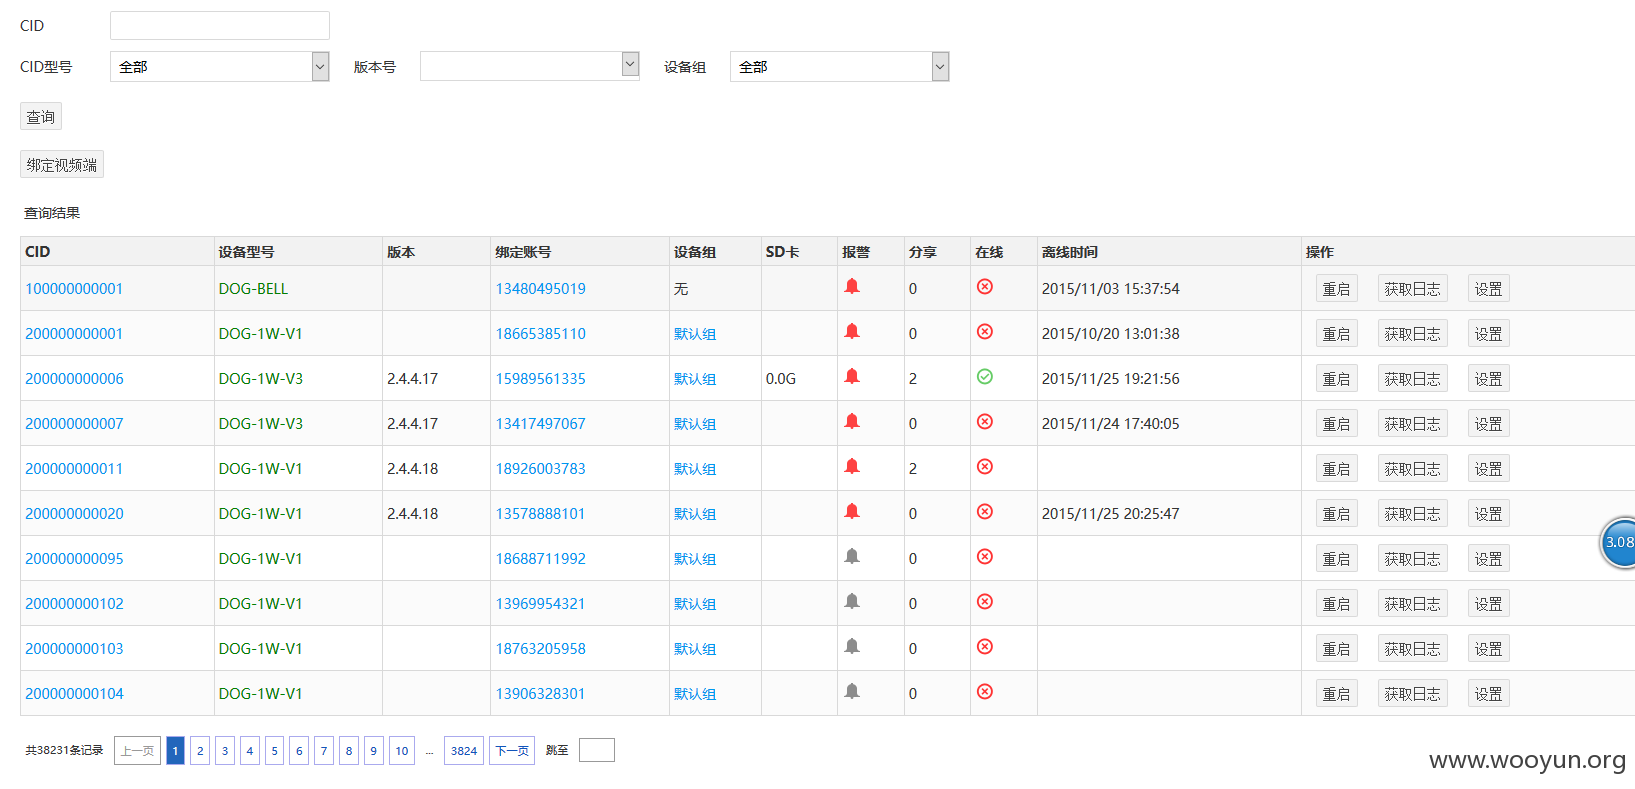 CID
CID型号 全部 版本号 设备组 全部
查询
绑定视频端
查询结果
CID 设备型号 版本 绑定账号 设备组 SD卡 报警 分享 在线 离线时间 操作
100000000001 DOG-BELL 13480495019 无 0 2015/11/03 15:37:54 重启 获取日志 设置
200000000001 DOG-1W-V1 18665385110 默认组 0 2015/10/20 13:01:38 重启 获取日志 设置
200000000006 DOG-1W-V3 2.4.4.17 15989561335 默认组 0.0G 2 2015/11/25 19:21:56 重启 获取日志 设置
200000000007 DOG-1W-V3 2.4.4.17 13417497067 默认组 0 2015/11/24 17:40:05 重启 获取日志 设置
200000000011 DOG-1W-V1 2.4.4.18 18926003783 默认组 2 重启 获取日志 设置
200000000020 DOG-1W-V1 2.4.4.18 13578888101 默认组 0 2015/11/25 20:25:47 重启 获取日志 设置
200000000095 DOG-1W-V1 18688711992 默认组 0 重启 获取日志 设置
200000000102 DOG-1W-V1 13969954321 默认组 0 重启 获取日志 设置
200000000103 DOG-1W-V1 18763205958 默认组 0 重启 获取日志 设置
200000000104 DOG-1W-V1 13906328301 默认组 0 重启 获取日志 设置
共38231条记录 上一页 1 2 3 4 5 6 7 8 9 10 ... 3824 下一页 跳至
3.08
www.wooyun.org